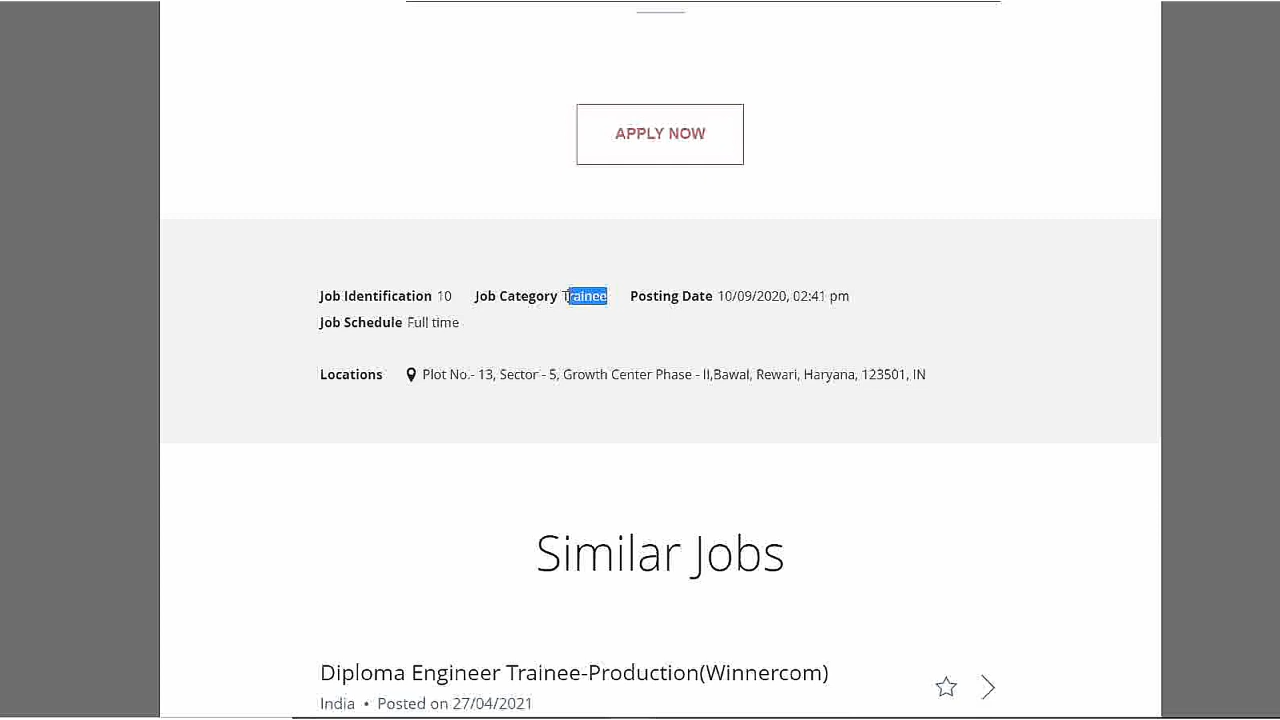 APPLY NOW
Job Identification 10 Job Category Trainee Posting Date 10/09/2020, 02:41 pm
Job Schedule Full time
Locations Plot No.- 13, Sector - 5, Growth Center Phase - II,Bawal, Rewari, Haryana, 123501, IN
Similar Jobs
Diploma Engineer Trainee-Production(Winnercom)
India • Posted on 27/04/2021